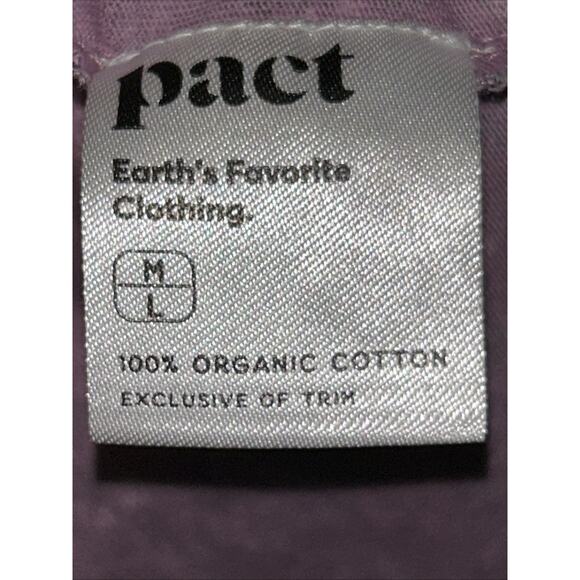 pact
Earth's Favorite
Clothing.
M
L
100% ORGANIC COTTON
EXCLUSIVE OF TRIM